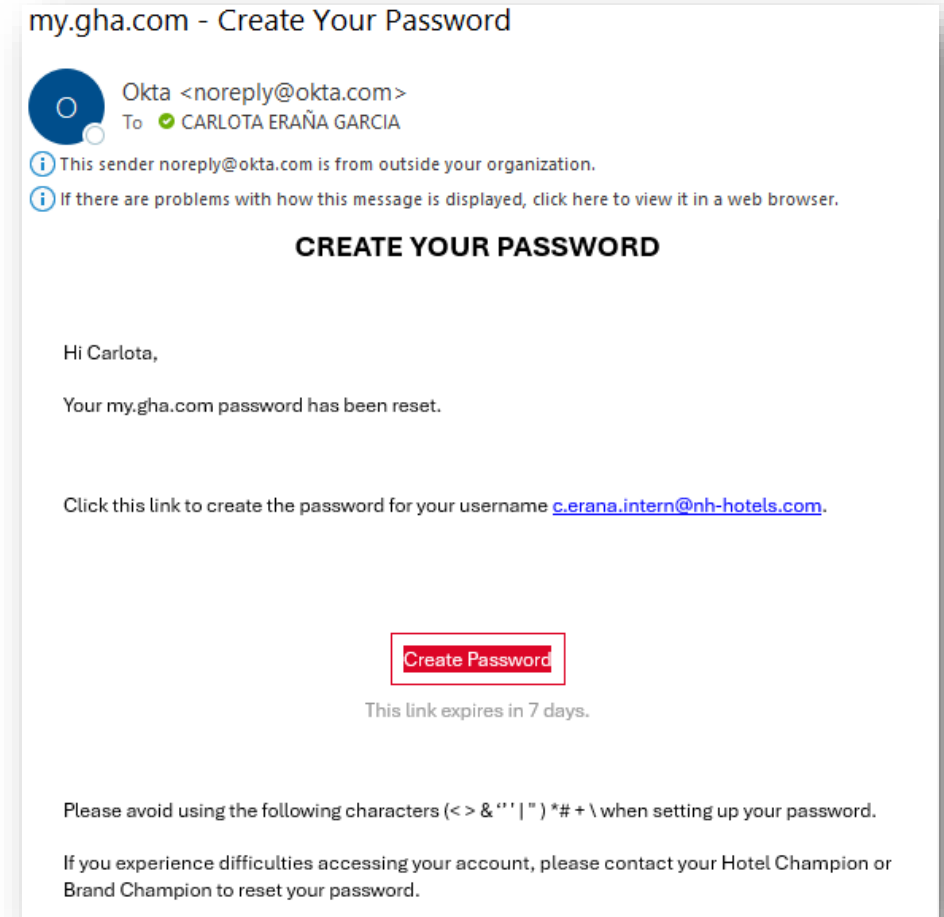 my.gha.com - Create Your Password
O
Okta <noreply@okta.com>
To CARLOTA ERAÑA GARCIA
This sender noreply@okta.com is from outside your organization.
If there are problems with how this message is displayed, click here to view it in a web browser.
CREATE YOUR PASSWORD
Hi Carlota,
Your my.gha.com password has been reset.
Click this link to create the password for your username c.erana.intern@nh-hotels.com.
Create Password
This link expires in 7 days.
Please avoid using the following characters (< > & ‘’ ' | " ) *# + \ when setting up your password.
If you experience difficulties accessing your account, please contact your Hotel Champion or
Brand Champion to reset your password.